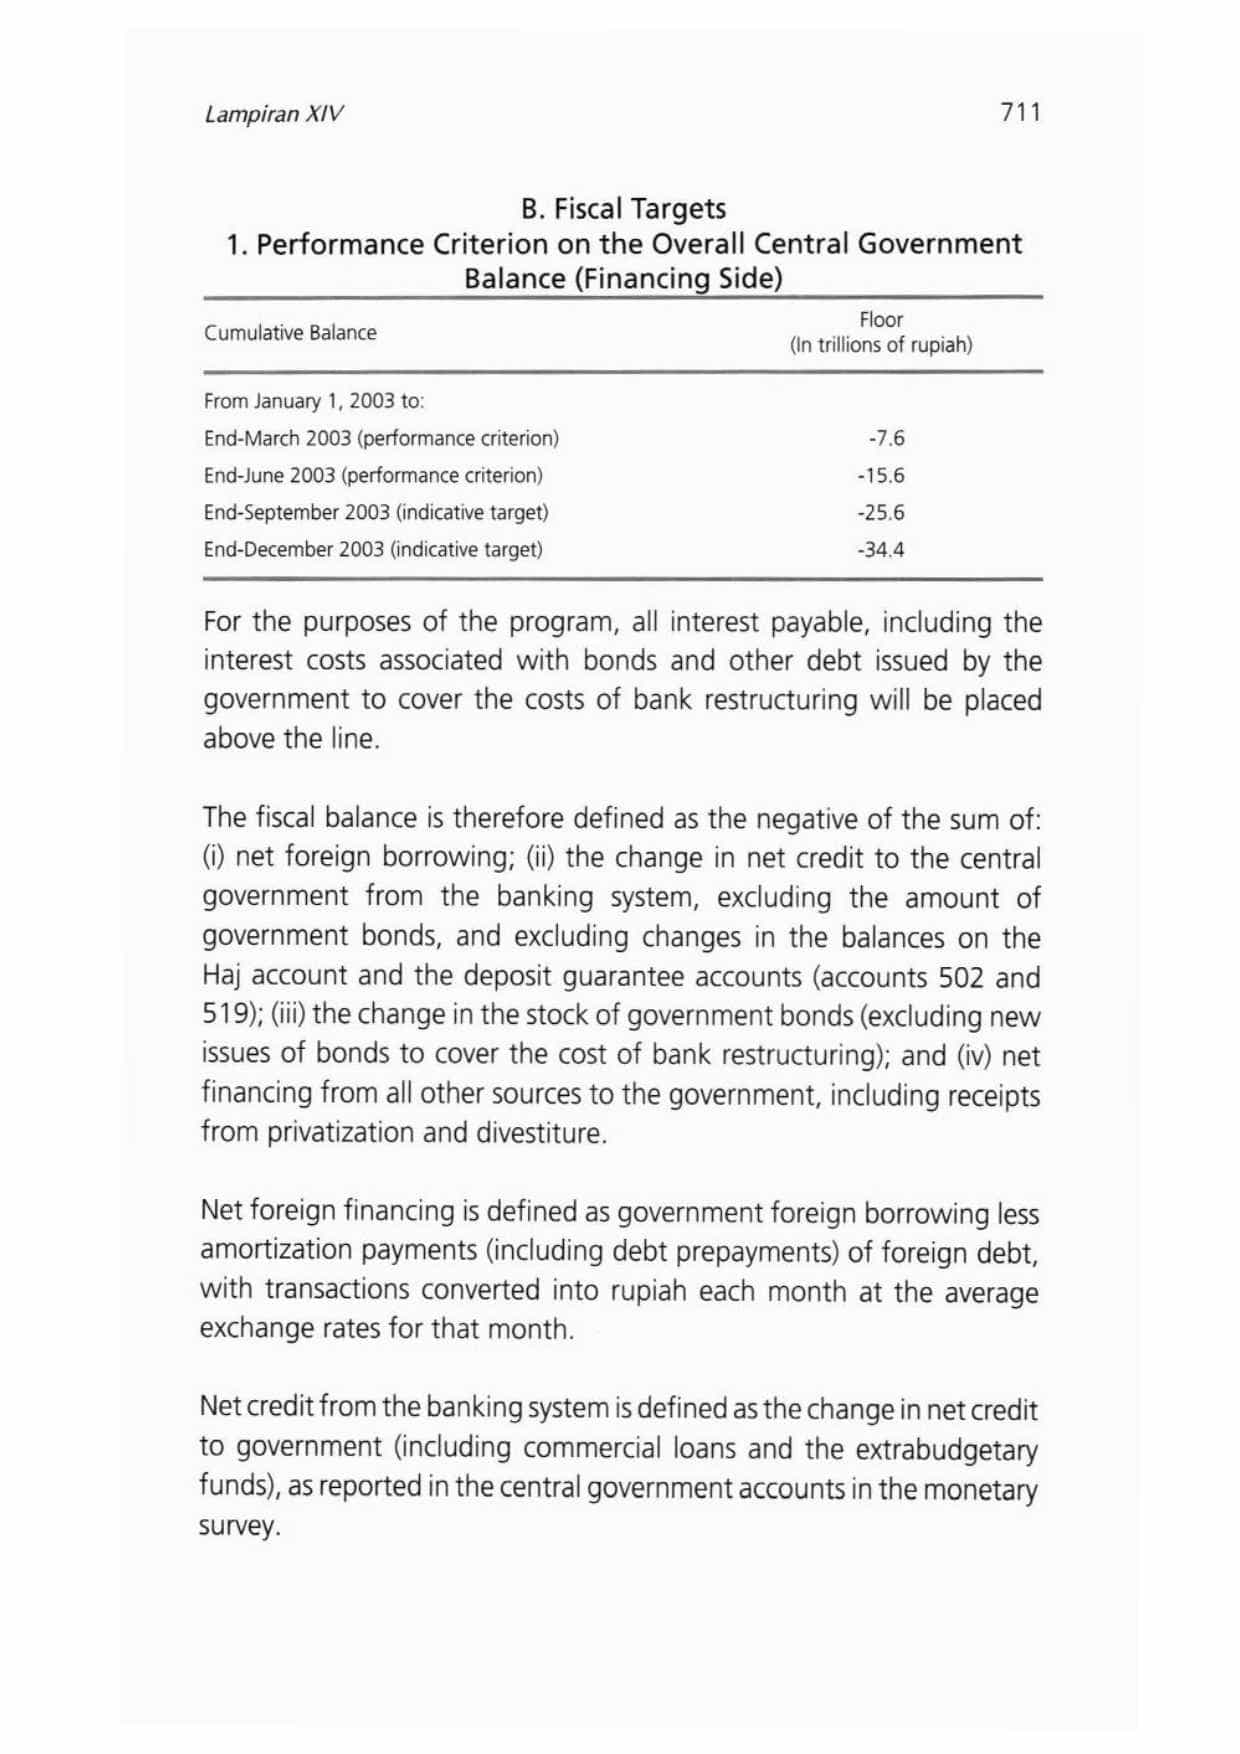 Lampiran XIV 711
B. Fiscal Targets
1. Performance Criterion on the Overall Central Government
Balance (Financing Side)
Cumulative Balance Floor
(In trillions of rupiah)
From January 1, 2003 to:
End-March 2003 (performance criterion) -7.6
End-June 2003 (performance criterion) -15.6
End-September 2003 (indicative target) -25.6
End-December 2003 (indicative target) -34.4
For the purposes of the program, all interest payable, including the
interest costs associated with bonds and other debt issued by the
government to cover the costs of bank restructuring will be placed
above the line.
The fiscal balance is therefore defined as the negative of the sum of:
(i) net foreign borrowing; (ii) the change in net credit to the central
government from the banking system, excluding the amount of
government bonds, and excluding changes in the balances on the
Haj account and the deposit guarantee accounts (accounts 502 and
519); (iii) the change in the stock of government bonds (excluding new
issues of bonds to cover the cost of bank restructuring); and (iv) net
financing from all other sources to the government, including receipts
from privatization and divestiture.
Net foreign financing is defined as government foreign borrowing less
amortization payments (including debt prepayments) of foreign debt,
with transactions converted into rupiah each month at the average
exchange rates for that month.
Net credit from the banking system is defined as the change in net credit
to government (including commercial loans and the extrabudgetary
funds), as reported in the central government accounts in the monetary
survey.